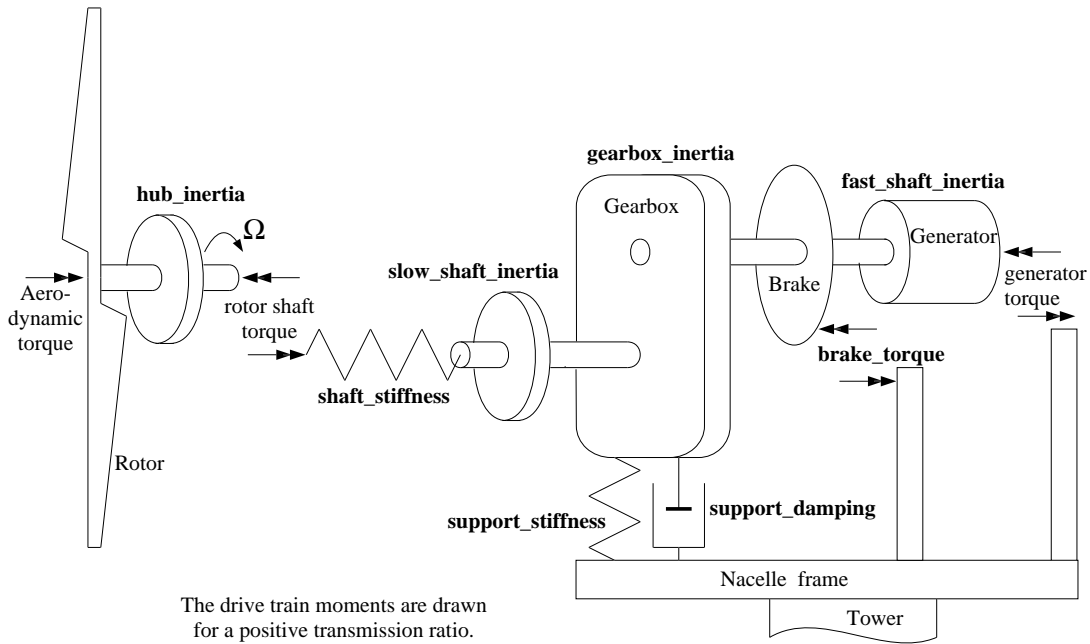 gearbox_inertia
hub_inertia
fast_shaft_inertia
Gearbox
Ω
Generator
slow_shaft_inertia
Aero-
dynamic
torque
rotor shaft
torque
Brake
generator
torque
brake_torque
shaft_stiffness
Rotor
support_stiffness
support_damping
Nacelle frame
The drive train moments are drawn
for a positive transmission ratio.
Tower